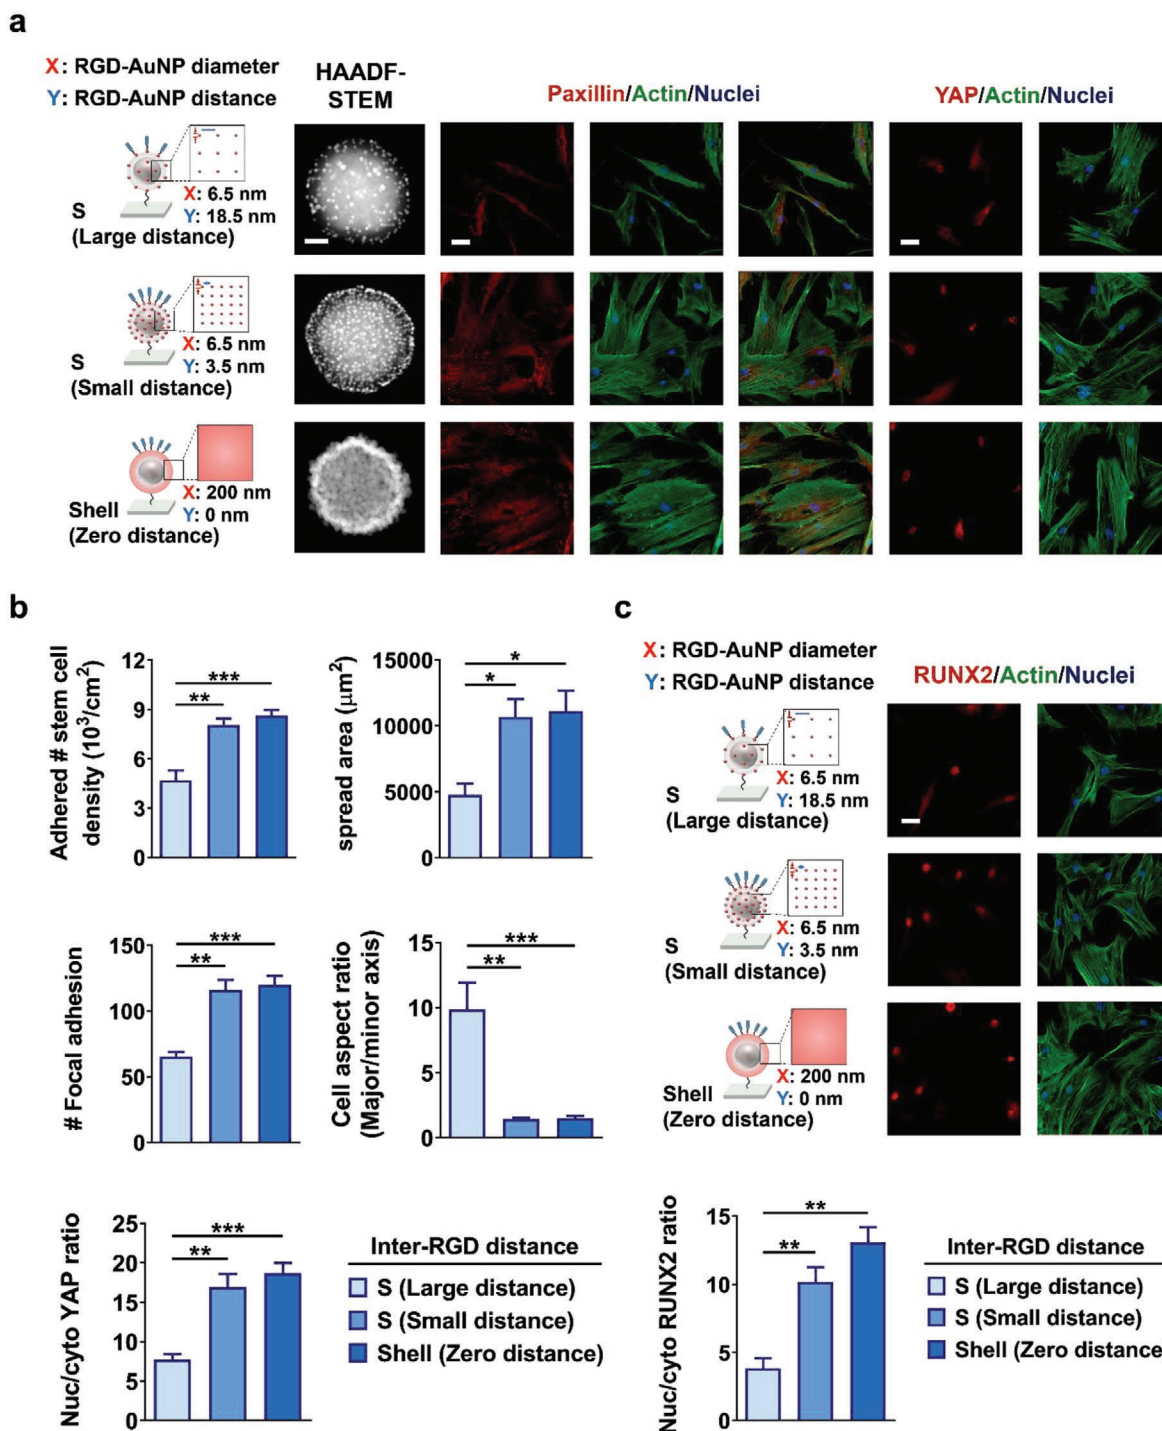 a
X: RGD-AuNP diameter
Y: RGD-AuNP distance
HAADF-
STEM
Paxillin/Actin/Nuclei
YAP/Actin/Nuclei
X: 6.5 nm
Y: 18.5 nm
S
(Large distance)
X: 6.5 nm
Y: 3.5 nm
S
(Small distance)
X: 200 nm
Y: 0 nm
Shell
(Zero distance)
b
Adhered # stem cell
density (10³/cm²)
12
9
6
3
0
***
**
spread area (µm²)
15000
10000
5000
0
*
*
# Focal adhesion
150
100
50
0
***
**
Cell aspect ratio
(Major/minor axis)
15
10
5
0
***
**
Nuc/cyto YAP ratio
25
20
15
10
5
0
***
**
Inter-RGD distance
S (Large distance)
S (Small distance)
Shell (Zero distance)
c
X: RGD-AuNP diameter
Y: RGD-AuNP distance
RUNX2/Actin/Nuclei
X: 6.5 nm
Y: 18.5 nm
S
(Large distance)
X: 6.5 nm
Y: 3.5 nm
S
(Small distance)
X: 200 nm
Y: 0 nm
Shell
(Zero distance)
Nuc/cyto RUNX2 ratio
15
10
5
0
**
**
Inter-RGD distance
S (Large distance)
S (Small distance)
Shell (Zero distance